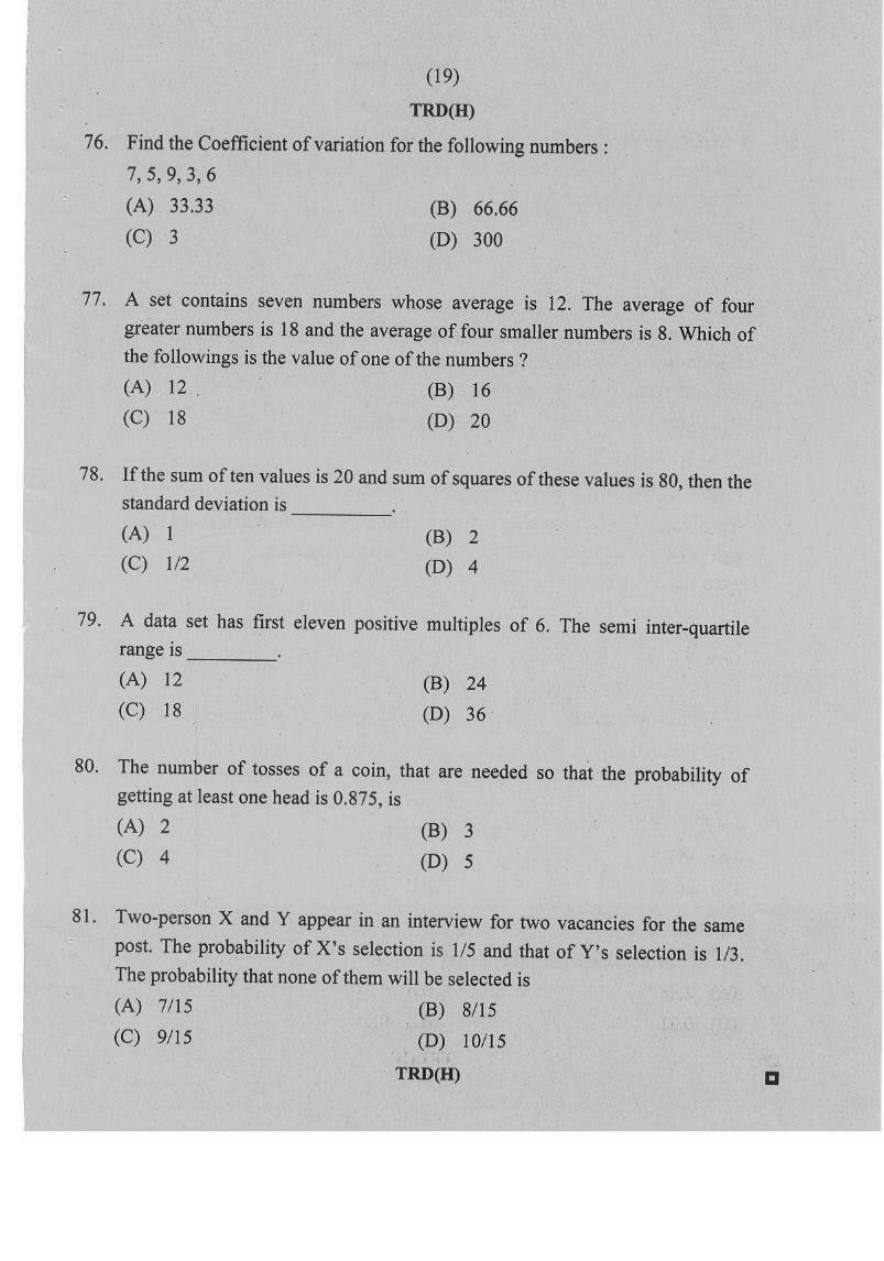 (19)
TRD(H)
76. Find the Coefficient of variation for the following numbers :
7, 5, 9, 3, 6
(A) 33.33 (B) 66.66
(C) 3 (D) 300
77. A set contains seven numbers whose average is 12. The average of four
greater numbers is 18 and the average of four smaller numbers is 8. Which of
the followings is the value of one of the numbers ?
(A) 12 (B) 16
(C) 18 (D) 20
78. If the sum of ten values is 20 and sum of squares of these values is 80, then the
standard deviation is __________.
(A) 1 (B) 2
(C) 1/2 (D) 4
79. A data set has first eleven positive multiples of 6. The semi inter-quartile
range is _________.
(A) 12 (B) 24
(C) 18 (D) 36
80. The number of tosses of a coin, that are needed so that the probability of
getting at least one head is 0.875, is
(A) 2 (B) 3
(C) 4 (D) 5
81. Two-person X and Y appear in an interview for two vacancies for the same
post. The probability of X's selection is 1/5 and that of Y's selection is 1/3.
The probability that none of them will be selected is
(A) 7/15 (B) 8/15
(C) 9/15 (D) 10/15
TRD(H)